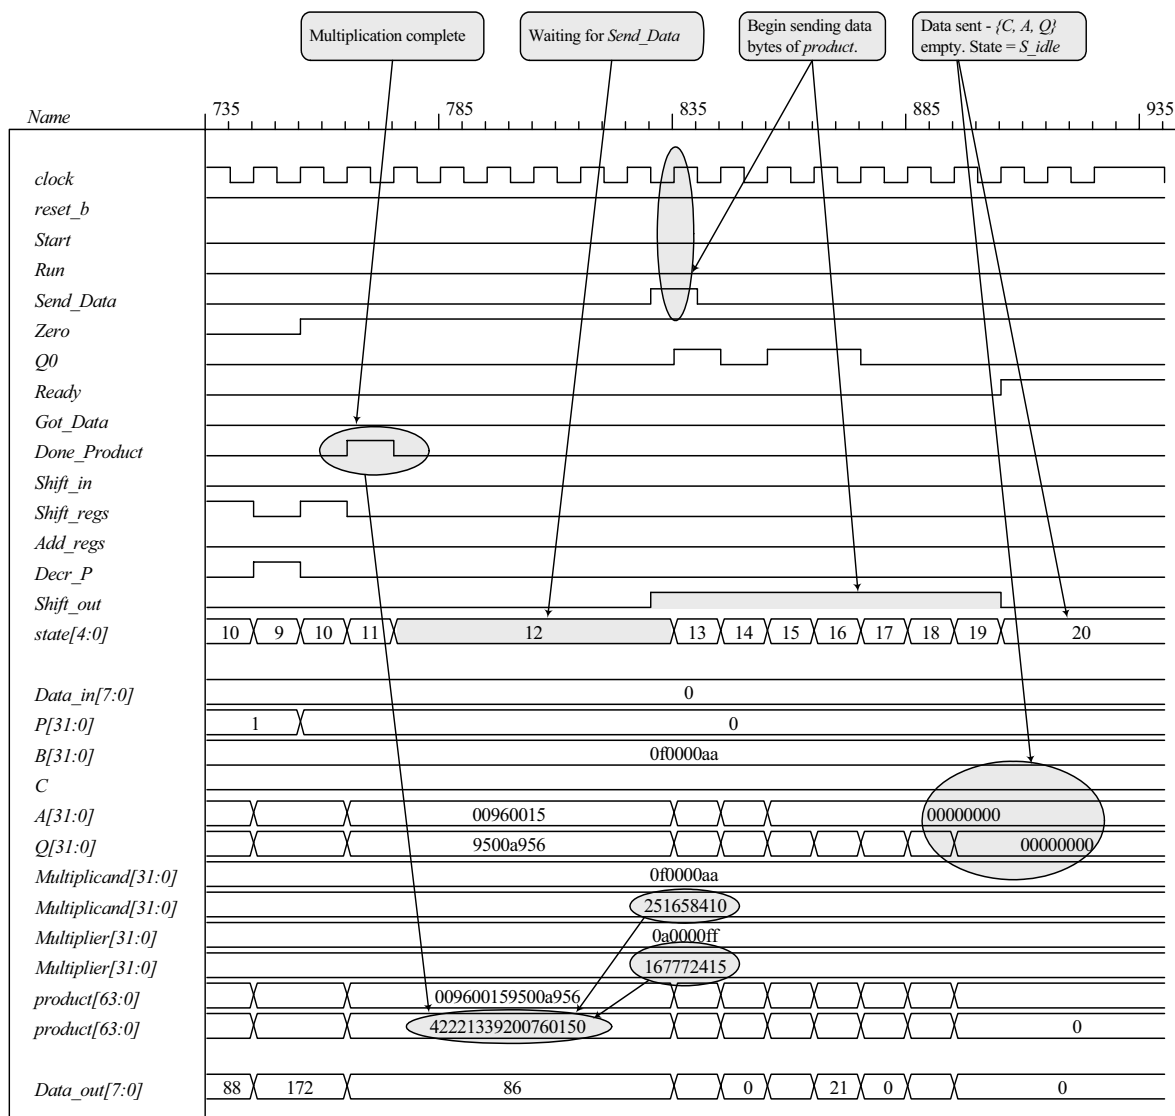 Multiplication complete
Waiting for Send_Data
Begin sending data
bytes of product.
Data sent - {C, A, Q}
empty. State = S_idle
Name
735 785 835 885 935
clock
reset_b
Start
Run
Send_Data
Zero
Q0
Ready
Got_Data
Done_Product
Shift_in
Shift_regs
Add_regs
Decr_P
Shift_out
state[4:0] 10 9 10 11 12 13 14 15 16 17 18 19 20
Data_in[7:0] 0
P[31:0] 1 0
B[31:0] 0f0000aa
C
A[31:0] 00960015 00000000
Q[31:0] 9500a956 00000000
Multiplicand[31:0] 0f0000aa
Multiplicand[31:0] 251658410
Multiplier[31:0] 0a0000ff
Multiplier[31:0] 167772415
product[63:0] 009600159500a956
product[63:0] 42221339200760150 0
Data_out[7:0] 88 172 86 0 21 0 0